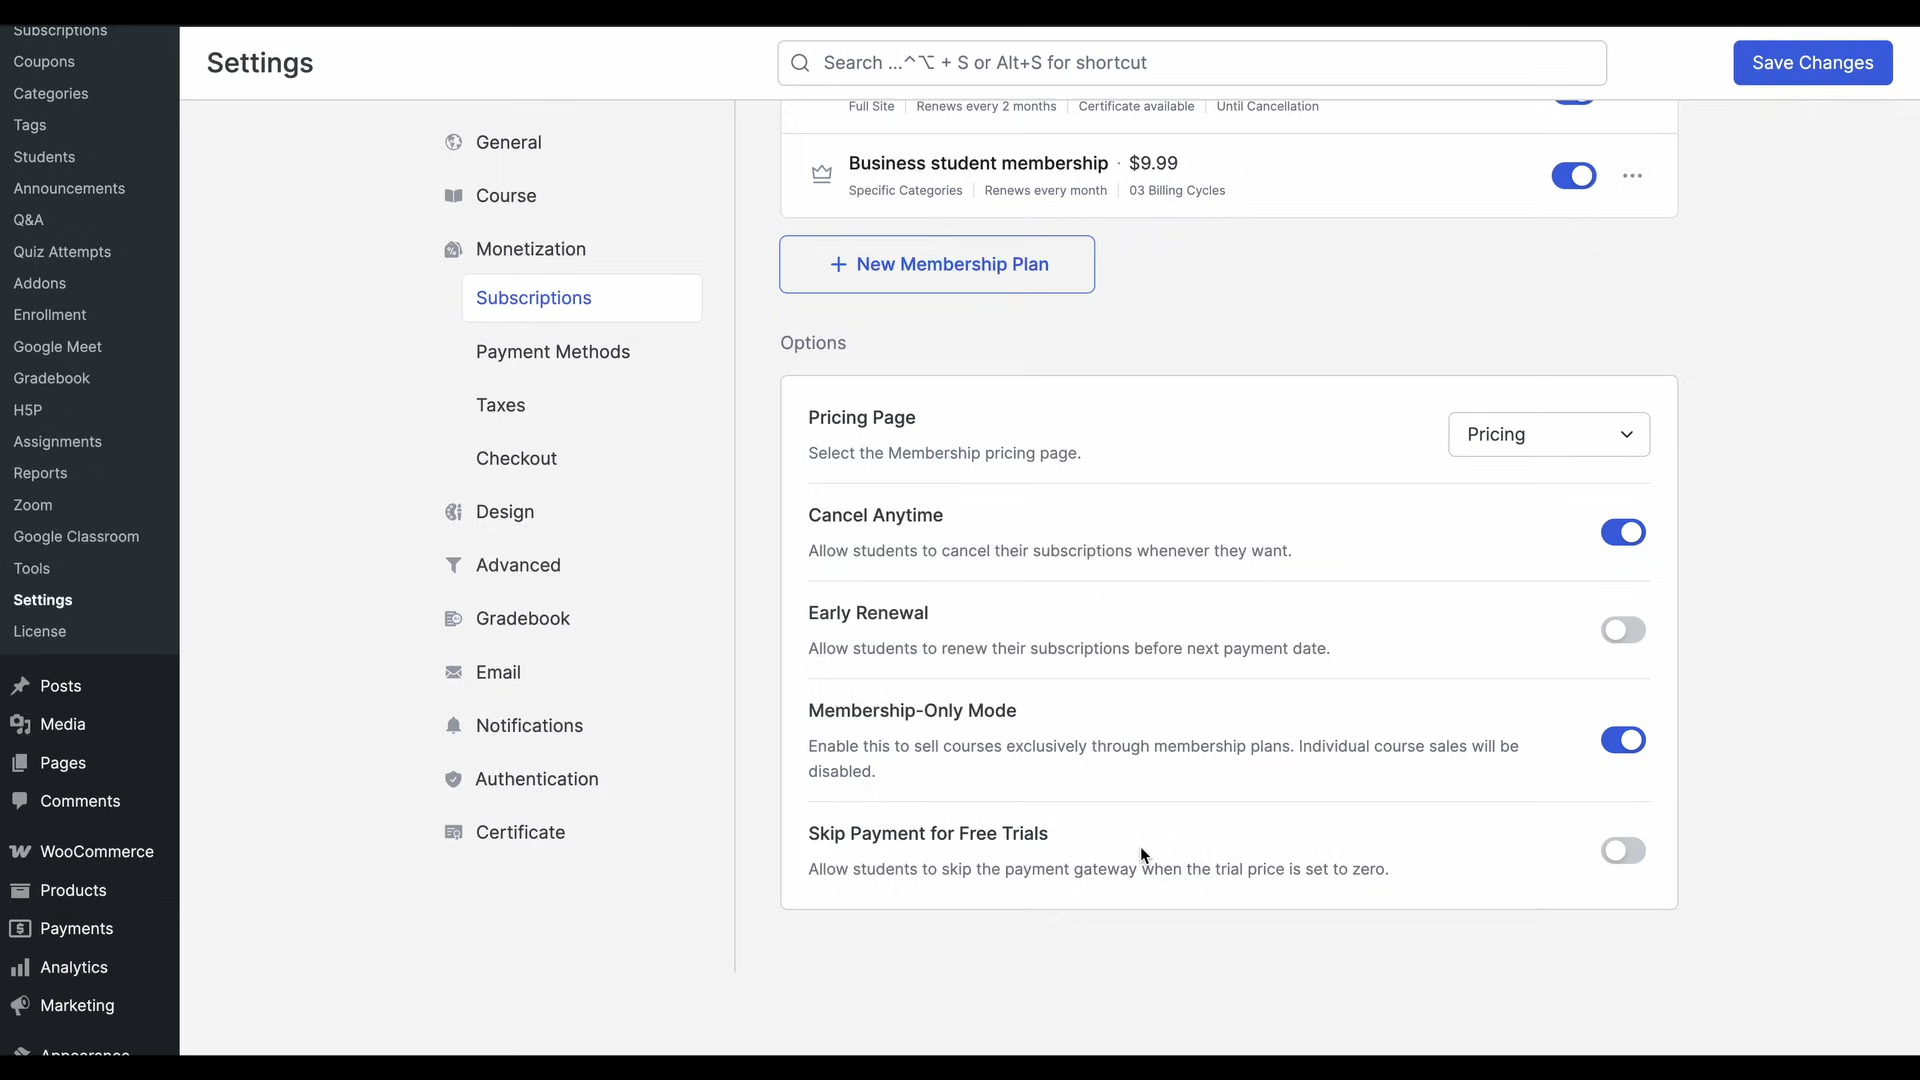 Subscriptions
Coupons
Categories
Tags
Students
Announcements
Q&A
Quiz Attempts
Addons
Enrollment
Google Meet
Gradebook
H5P
Assignments
Reports
Zoom
Google Classroom
Tools
Settings
License
Posts
Media
Pages
Comments
WooCommerce
Products
Payments
Analytics
Marketing
Appearance
Settings
Search ...^⌥ + S or Alt+S for shortcut
Save Changes
General
Course
Monetization
Subscriptions
Payment Methods
Taxes
Checkout
Design
Advanced
Gradebook
Email
Notifications
Authentication
Certificate
Full Site | Renews every 2 months | Certificate available | Until Cancellation
Business student membership · $9.99
Specific Categories | Renews every month | 03 Billing Cycles
+ New Membership Plan
Options
Pricing Page
Select the Membership pricing page.
Pricing
Cancel Anytime
Allow students to cancel their subscriptions whenever they want.
Early Renewal
Allow students to renew their subscriptions before next payment date.
Membership-Only Mode
Enable this to sell courses exclusively through membership plans. Individual course sales will be
disabled.
Skip Payment for Free Trials
Allow students to skip the payment gateway when the trial price is set to zero.